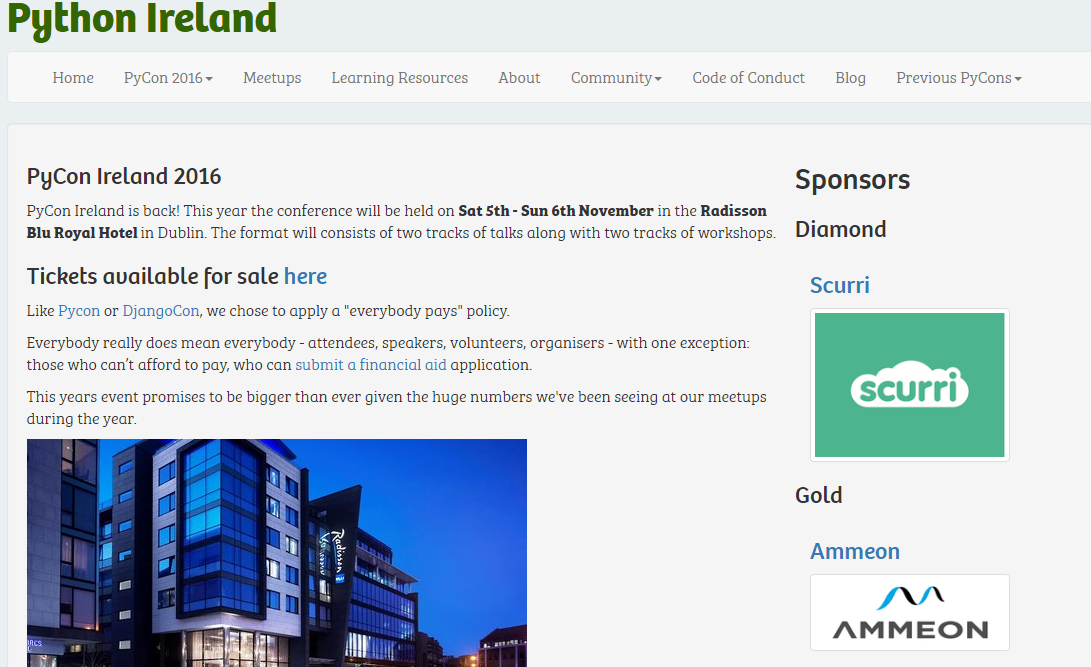 Python Ireland
Home PyCon 2016 Meetups Learning Resources About Community Code of Conduct Blog Previous PyCons
PyCon Ireland 2016
PyCon Ireland is back! This year the conference will be held on Sat 5th - Sun 6th November in the Radisson
Blu Royal Hotel in Dublin. The format will consists of two tracks of talks along with two tracks of workshops.
Tickets available for sale here
Like Pycon or DjangoCon, we chose to apply a "everybody pays" policy.
Everybody really does mean everybody - attendees, speakers, volunteers, organisers - with one exception:
those who can’t afford to pay, who can submit a financial aid application.
This years event promises to be bigger than ever given the huge numbers we've been seeing at our meetups
during the year.
Radisson
BLU
Sponsors
Diamond
Scurri
scurri
Gold
Ammeon
AMMEON